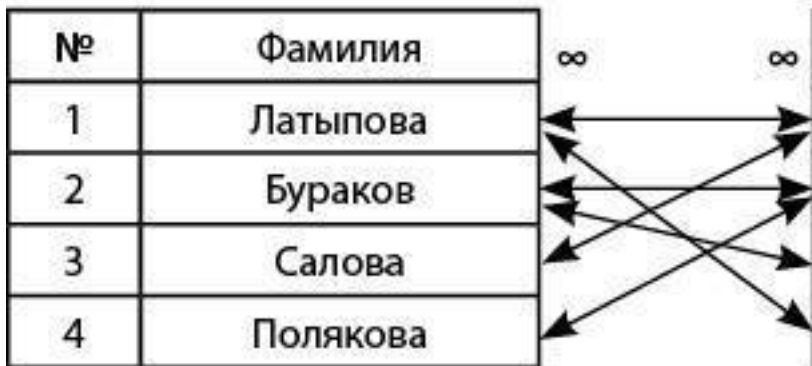 № Фамилия ∞ ∞
1 Латыпова
2 Бураков
3 Салова
4 Полякова